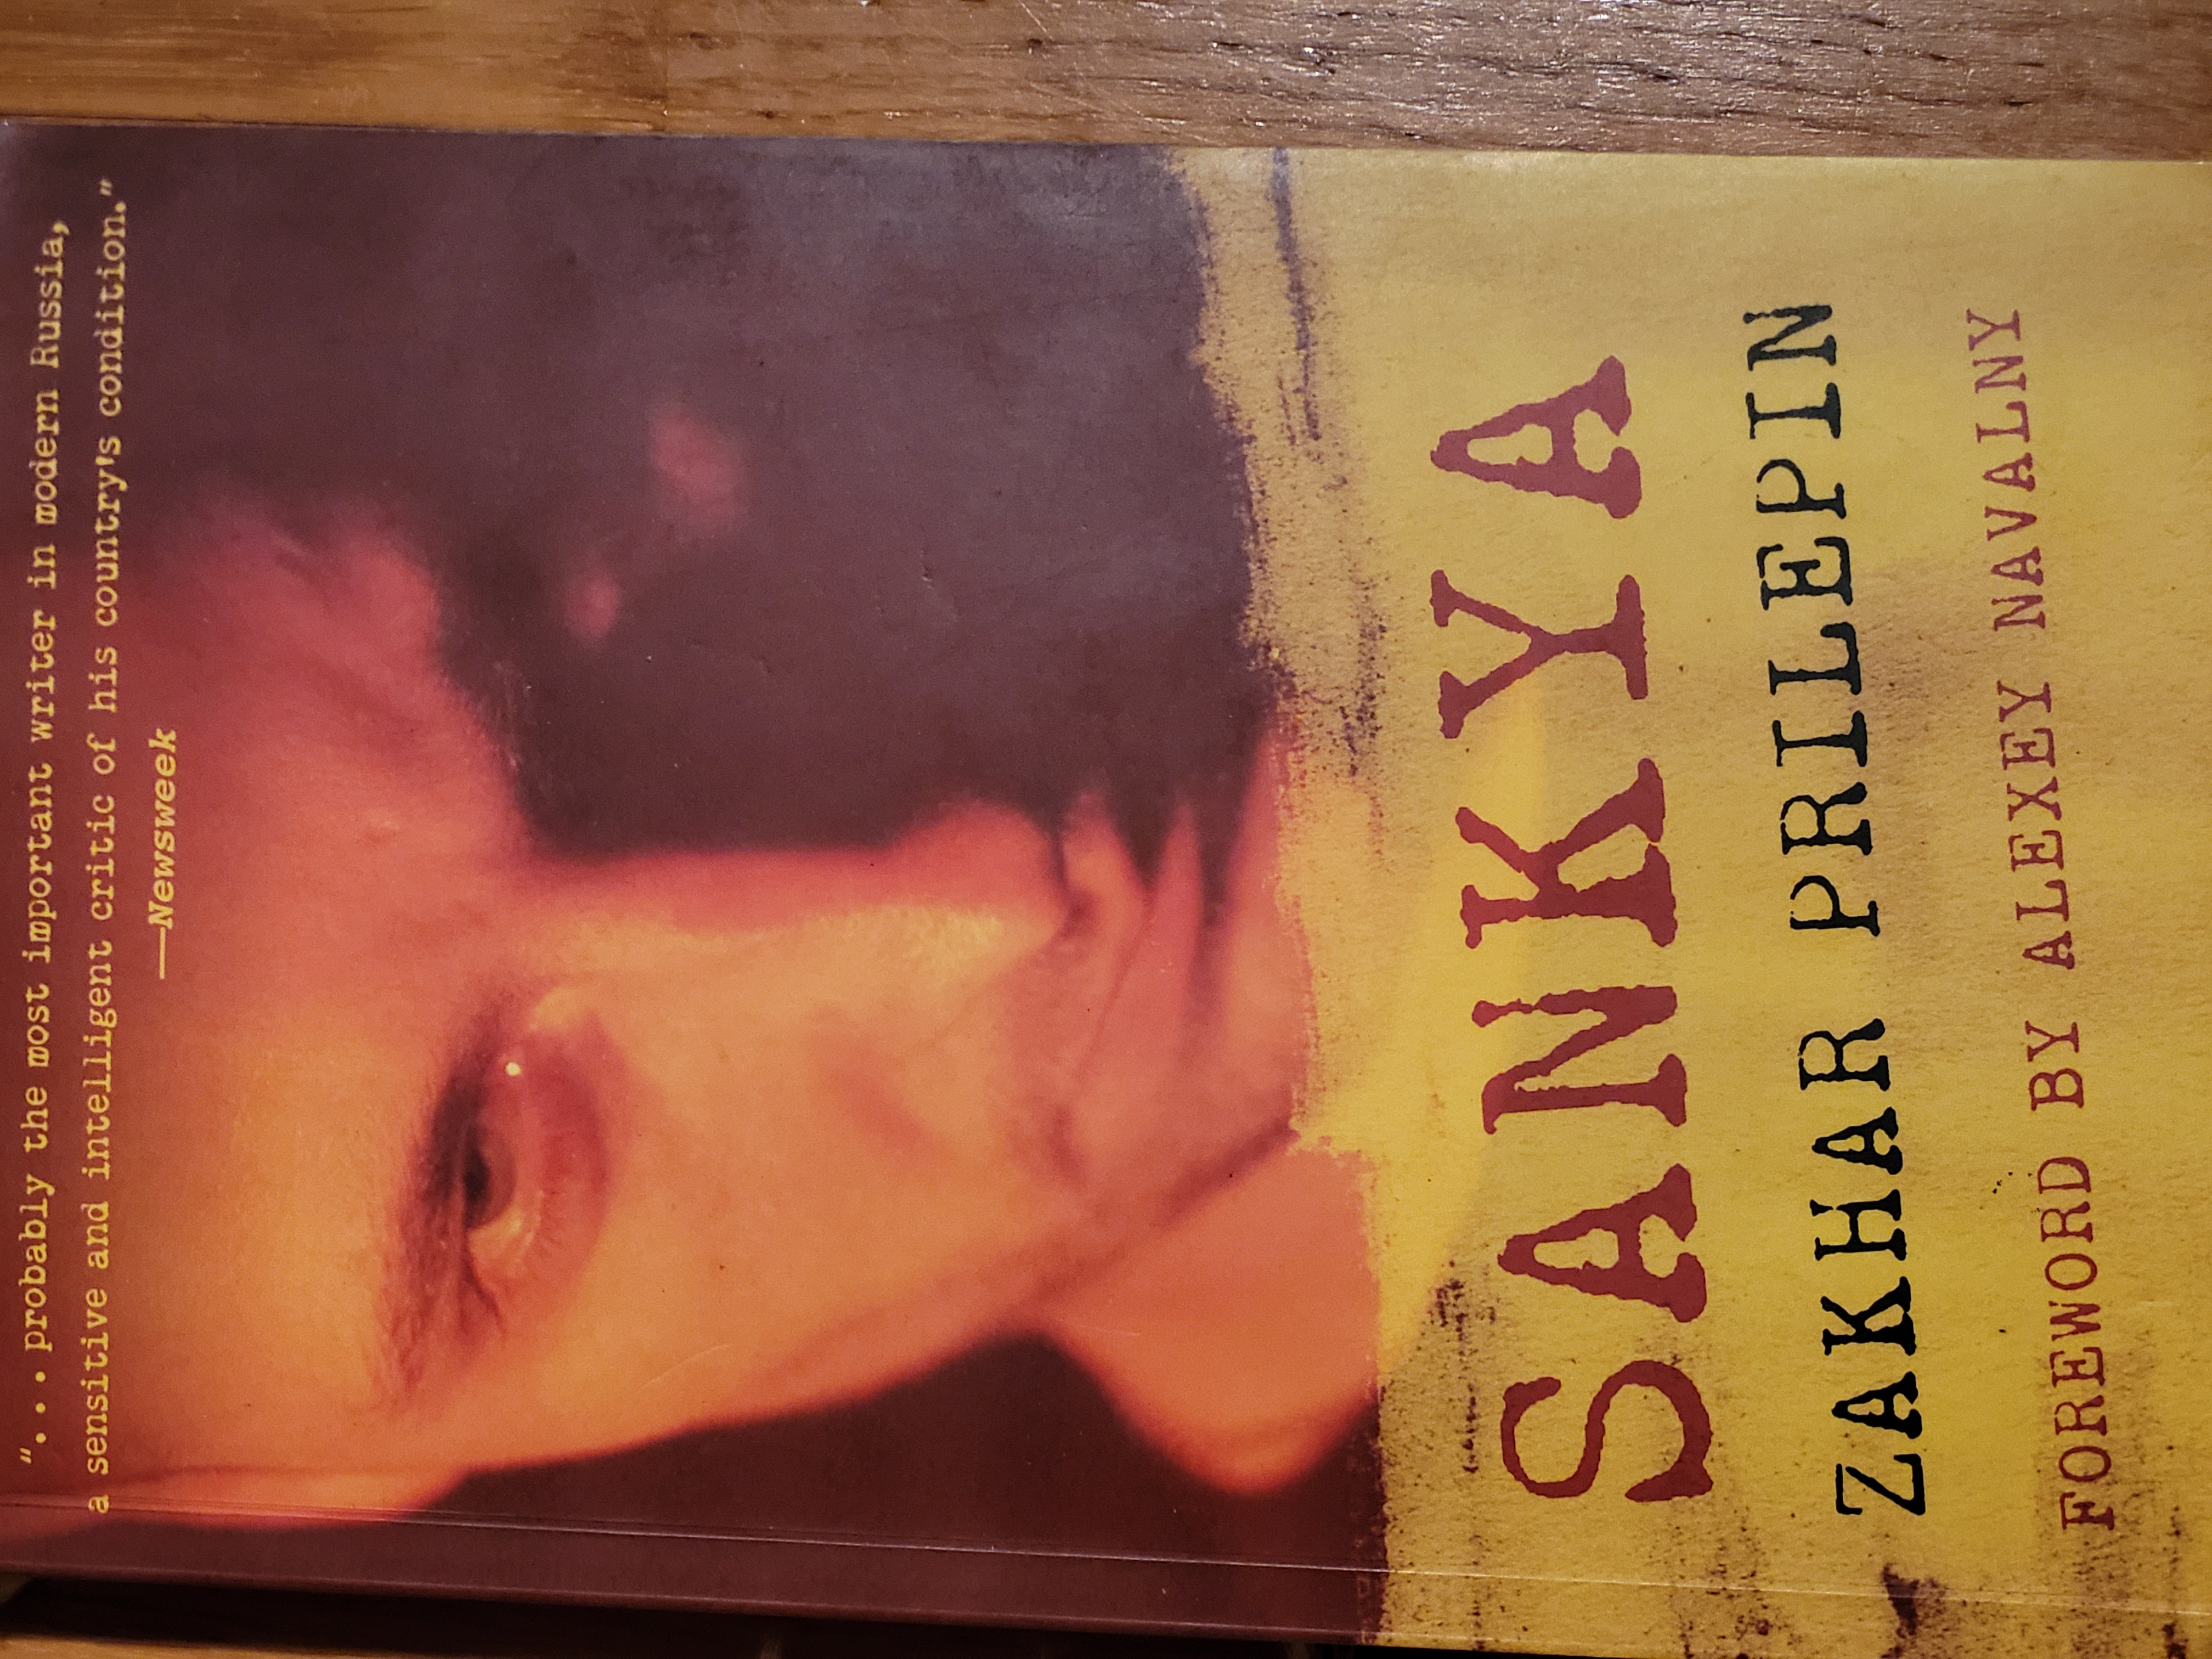 "... probably the most important writer in modern Russia,
a sensitive and intelligent critic of his country's condition."
—Newsweek
SANKYA
ZAKHAR PRILEPIN
FOREWORD BY ALEXEY NAVALNY